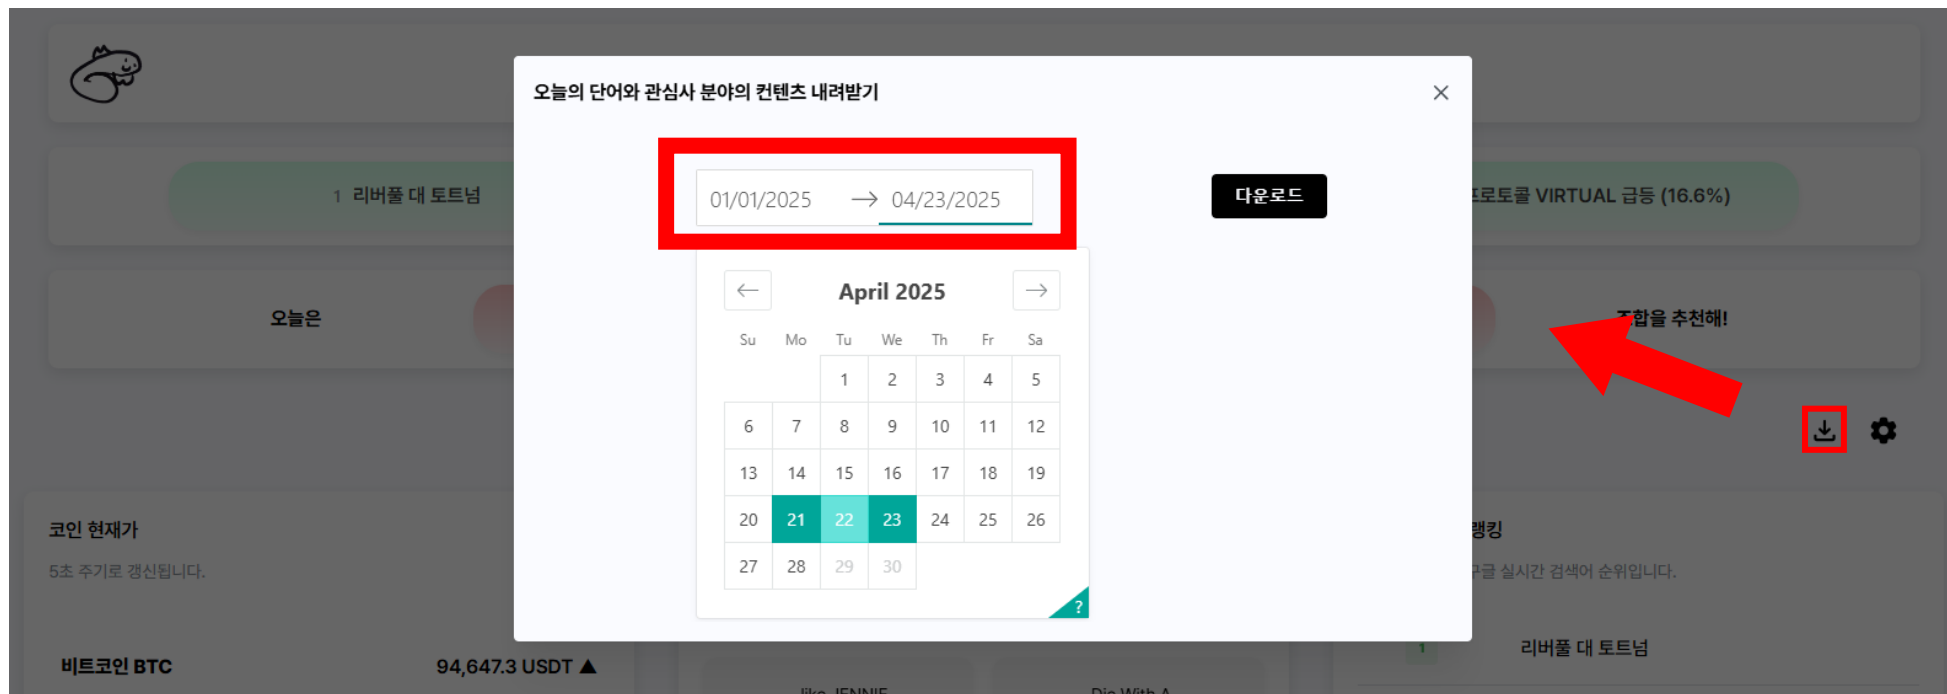 오늘의 단어와 관심사 분야의 컨텐츠 내려받기
01/01/2025 → 04/23/2025
다운로드
1 리버풀 대 토트넘
프로토콜 VIRTUAL 급등 (16.6%)
April 2025
오늘은
조합을 추천해!
Su Mo Tu We Th Fr Sa
1 2 3 4 5
6 7 8 9 10 11 12
13 14 15 16 17 18 19
20 21 22 23 24 25 26
27 28 29 30
?
코인 현재가
5초 주기로 갱신됩니다.
랭킹
구글 실시간 검색어 순위입니다.
비트코인 BTC 94,647.3 USDT ▲
1 리버풀 대 토트넘
like JENNIE
Die With A